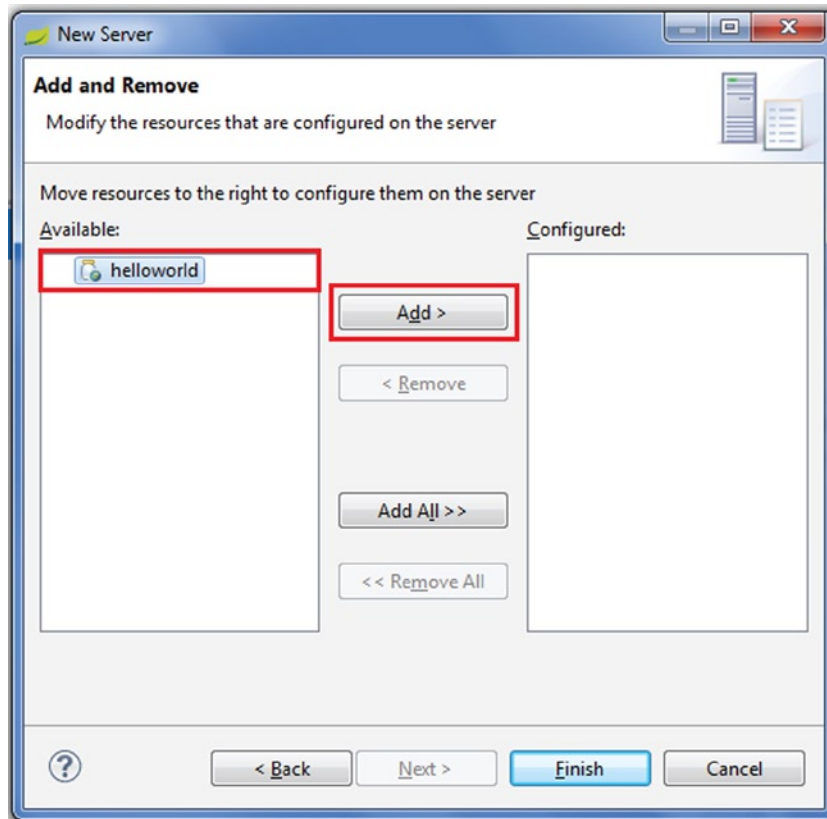 New Server
Add and Remove
Modify the resources that are configured on the server
Move resources to the right to configure them on the server
Available:
Configured:
helloworld
Add >
< Remove
Add All >>
<< Remove All
?
< Back
Next >
Finish
Cancel